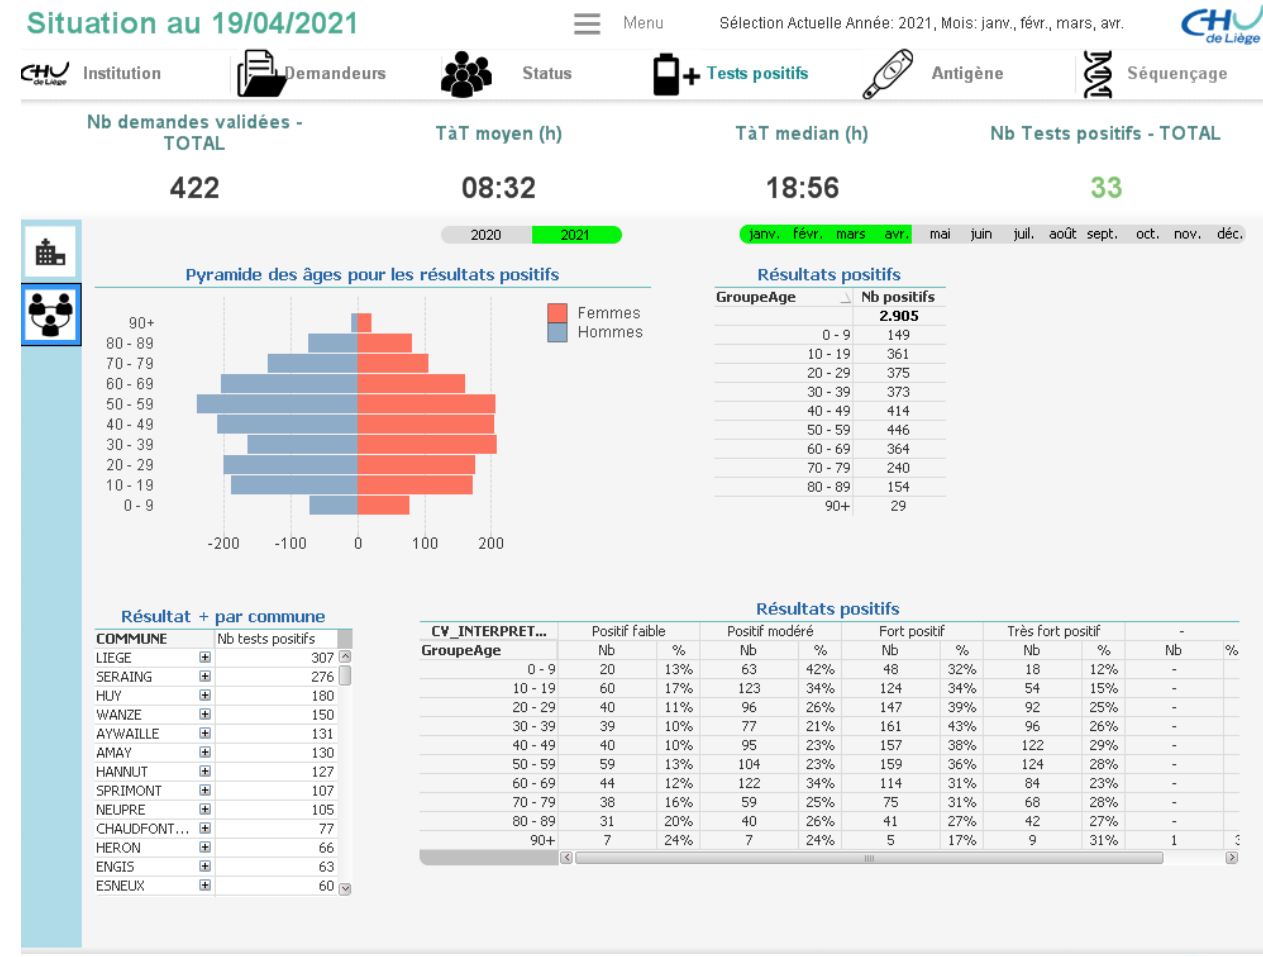 Situation au 19/04/2021
Menu
Sélection Actuelle Année: 2021, Mois: janv., févr., mars, avr.
CHU
de Liège
CHU de Liège Institution
Demandeurs
Status
Tests positifs
Antigène
Séquençage
Nb demandes validées - TOTAL
TàT moyen (h)
TàT median (h)
Nb Tests positifs - TOTAL
422
08:32
18:56
33
2020 2021
janv. févr. mars avr. mai juin juil. août sept. oct. nov. déc.
Pyramide des âges pour les résultats positifs
Femmes
Hommes
90+
80 - 89
70 - 79
60 - 69
50 - 59
40 - 49
30 - 39
20 - 29
10 - 19
0 - 9
-200 -100 0 100 200
Résultats positifs
GroupeAge Nb positifs
2.905
0 - 9 149
10 - 19 361
20 - 29 375
30 - 39 373
40 - 49 414
50 - 59 446
60 - 69 364
70 - 79 240
80 - 89 154
90+ 29
Résultat + par commune
COMMUNE Nb tests positifs
LIEGE 307
SERAING 276
HUY 180
WANZE 150
AYWAILLE 131
AMAY 130
HANNUT 127
SPRIMONT 107
NEUPRE 105
CHAUDFONT... 77
HERON 66
ENGIS 63
ESNEUX 60
Résultats positifs
CV_INTERPRET... Positif faible Positif modéré Fort positif Très fort positif -
GroupeAge Nb % Nb % Nb % Nb % Nb %
0 - 9 20 13% 63 42% 48 32% 18 12% -
10 - 19 60 17% 123 34% 124 34% 54 15% -
20 - 29 40 11% 96 26% 147 39% 92 25% -
30 - 39 39 10% 77 21% 161 43% 96 26% -
40 - 49 40 10% 95 23% 157 38% 122 29% -
50 - 59 59 13% 104 23% 159 36% 124 28% -
60 - 69 44 12% 122 34% 114 31% 84 23% -
70 - 79 38 16% 59 25% 75 31% 68 28% -
80 - 89 31 20% 40 26% 41 27% 42 27% -
90+ 7 24% 7 24% 5 17% 9 31% 1